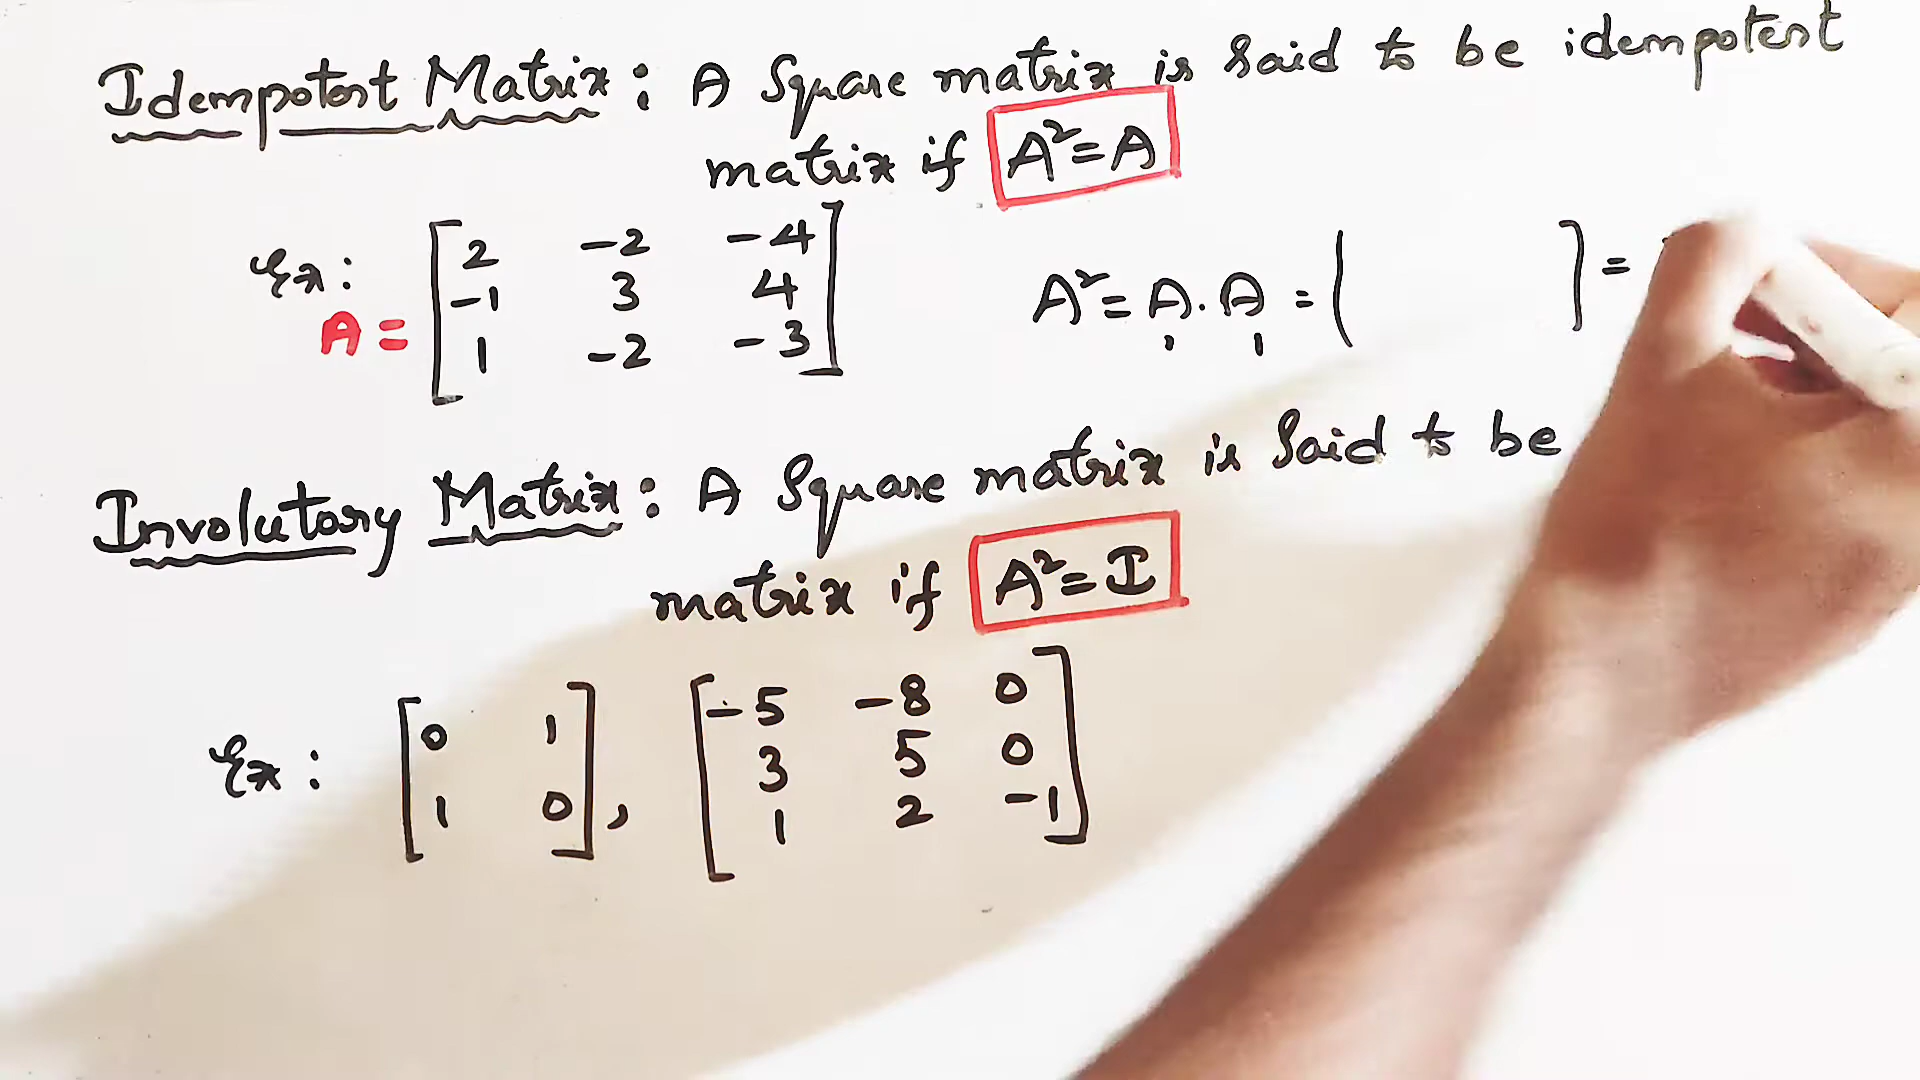 Idempotent Matrix : A Square matrix is said to be idempotent
matrix if A²=A
Ex : A = [ 2 -2 -4
-1 3 4
1 -2 -3 ]
A² = A . A = [ ] =
Involutary Matrix : A Square matrix is said to be
matrix if A²=I
Ex : [ 0 1
1 0 ] , [ -5 -8 0
3 5 0
1 2 -1 ]